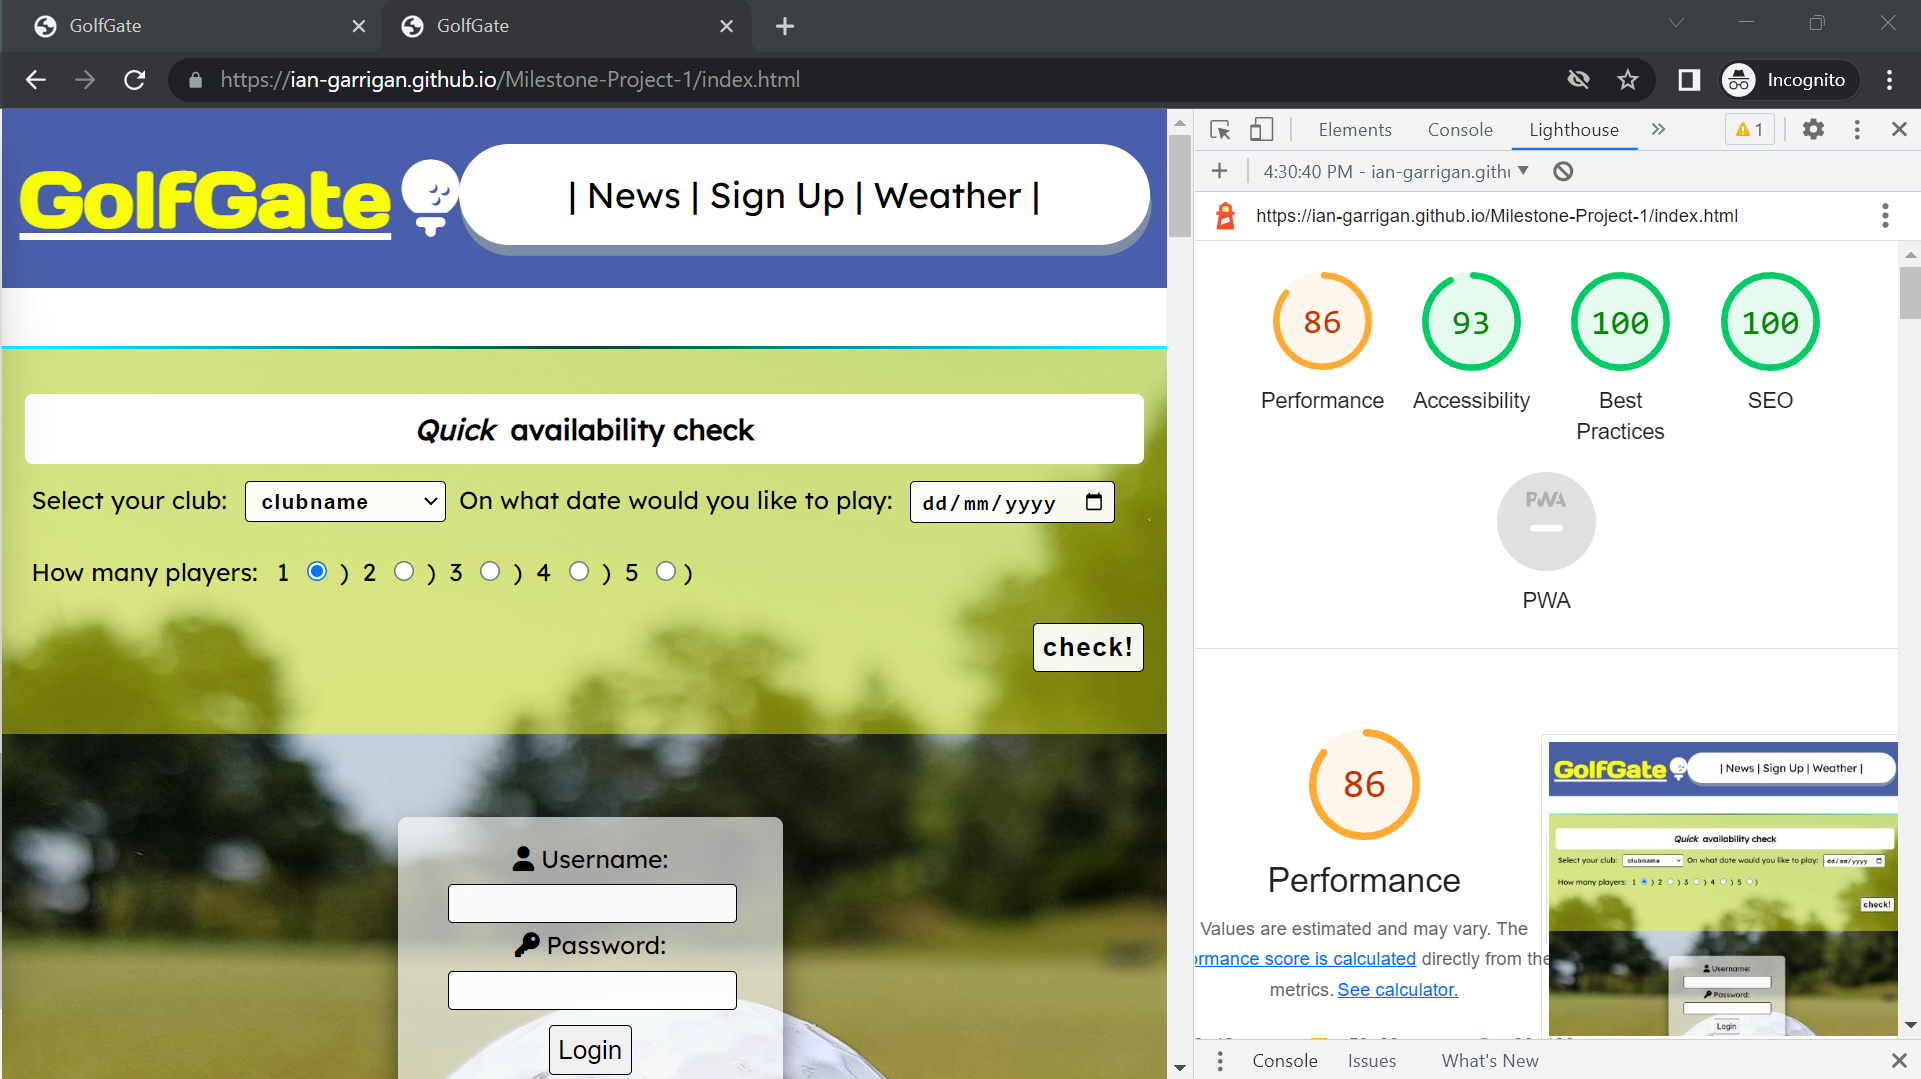 GolfGate
GolfGate
https://ian-garrigan.github.io/Milestone-Project-1/index.html
Incognito
GolfGate
| News | Sign Up | Weather |
Quick availability check
Select your club: clubname On what date would you like to play: dd/mm/yyyy
How many players: 1 ) 2 ) 3 ) 4 ) 5 )
check!
Username:
Password:
Login
Elements Console Lighthouse 1
4:30:40 PM - ian-garrigan.gith
https://ian-garrigan.github.io/Milestone-Project-1/index.html
86 93 100 100
Performance Accessibility Best Practices SEO
PWA
PWA
86
Performance
Values are estimated and may vary. The
ormance score is calculated directly from the
metrics. See calculator.
GolfGate
| News | Sign Up | Weather |
Quick availability check
Select your club: clubname On what date would you like to play: dd/mm/yyyy
How many players: 1 ) 2 ) 3 ) 4 ) 5 )
check!
Username:
Password:
Login
Console Issues What's New